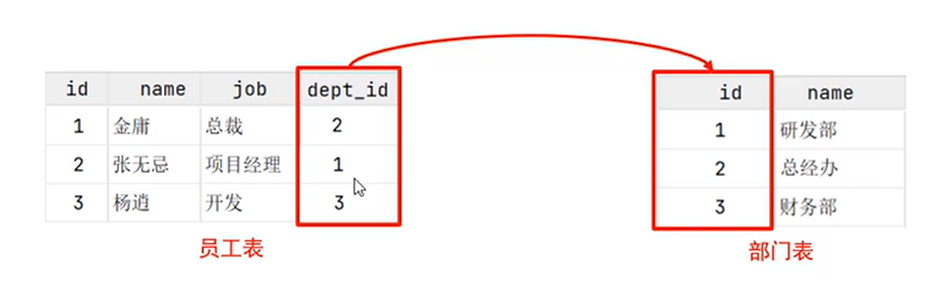 id name job dept_id
1 金庸 总裁 2
2 张无忌 项目经理 1
3 杨逍 开发 3
员工表
id name
1 研发部
2 总经办
3 财务部
部门表